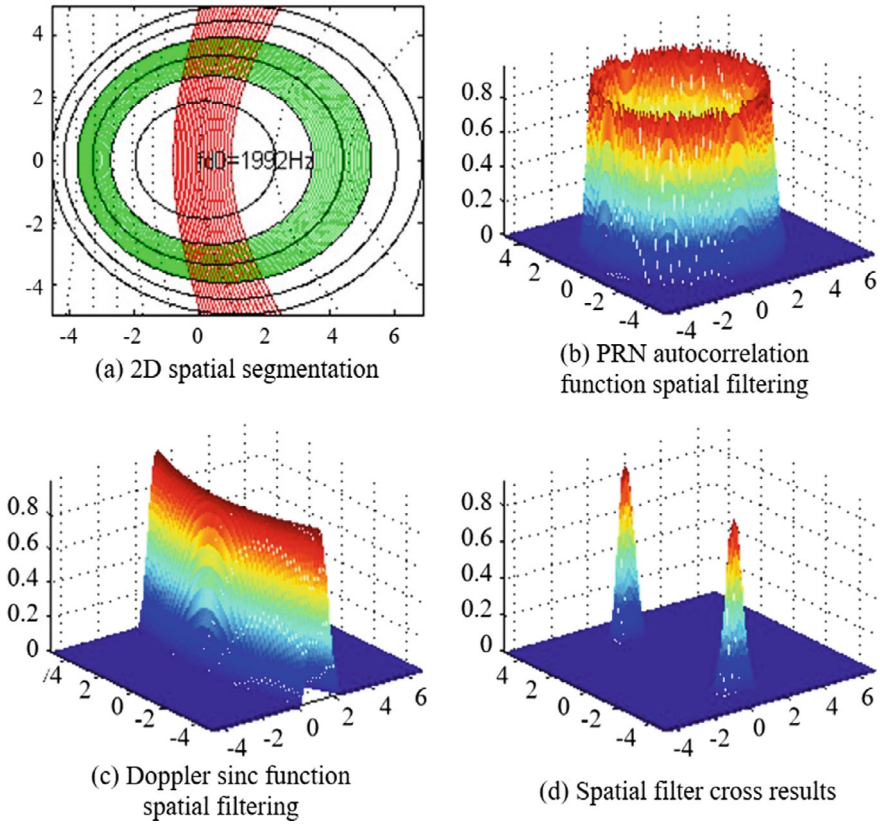 4
2
0
-2
-4
fd0=1992Hz
-4 -2 0 2 4 6
(a) 2D spatial segmentation
0.8
0.6
0.4
0.2
0
4 2 0 -2 -4
-4 -2 0 2 4 6
(b) PRN autocorrelation
function spatial filtering
0.8
0.6
0.4
0.2
0
4 2 0 -2 -4
-4 -2 0 2 4 6
(c) Doppler sinc function
spatial filtering
0.8
0.6
0.4
0.2
0
4 2 0 -2 -4
-4 -2 0 2 4 6
(d) Spatial filter cross results